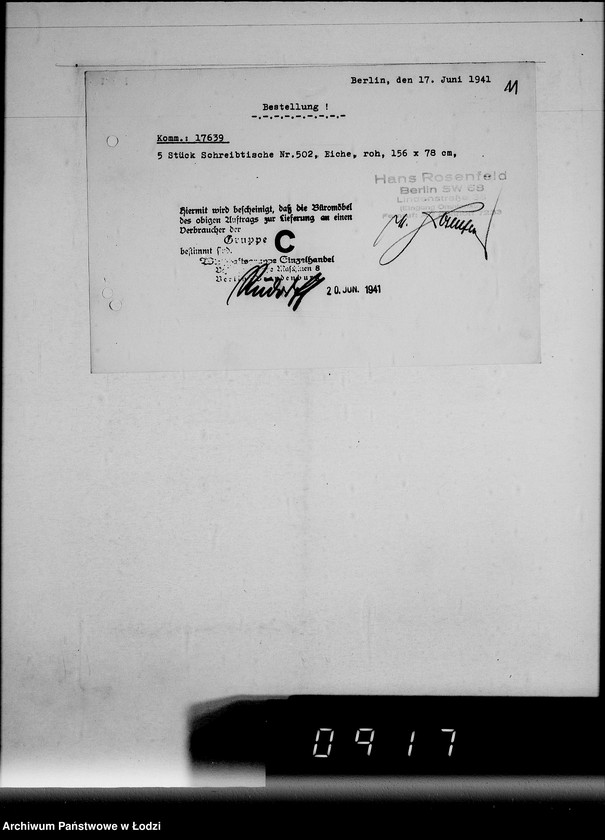 Berlin, den 17. Juni 1941
11
Bestellung !
Komm.: 17639
5 Stück Schreibtische Nr.502, Eiche, roh, 156 x 78 cm,
Hans Rosenfeld
Berlin SW 68
Hiermit wird bescheinigt, daß die Büromöbel
des obigen Auftrags zur Lieferung an einen
Verbraucher der
Gruppe C
bestimmt sind.
Einzelhandel
20. JUN. 1941
0917
Archiwum Państwowe w Łodzi